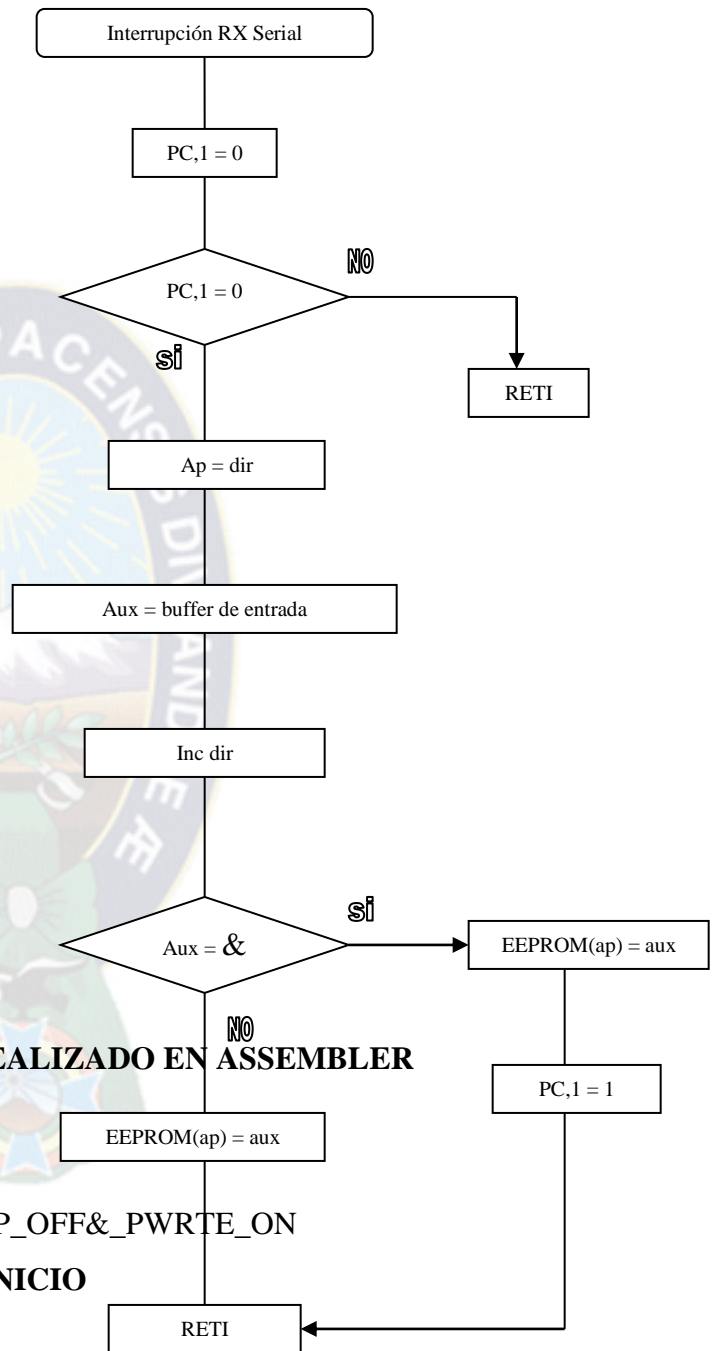 Interrupción RX Serial
PC,1 = 0
NO
PC,1 = 0
si
RETI
Ap = dir
Aux = buffer de entrada
Inc dir
si
Aux = &
EEPROM(ap) = aux
NO
EALIZADO EN ASSEMBLER
PC,1 = 1
EEPROM(ap) = aux
P_OFF&_PWRTE_ON
NICIO
RETI